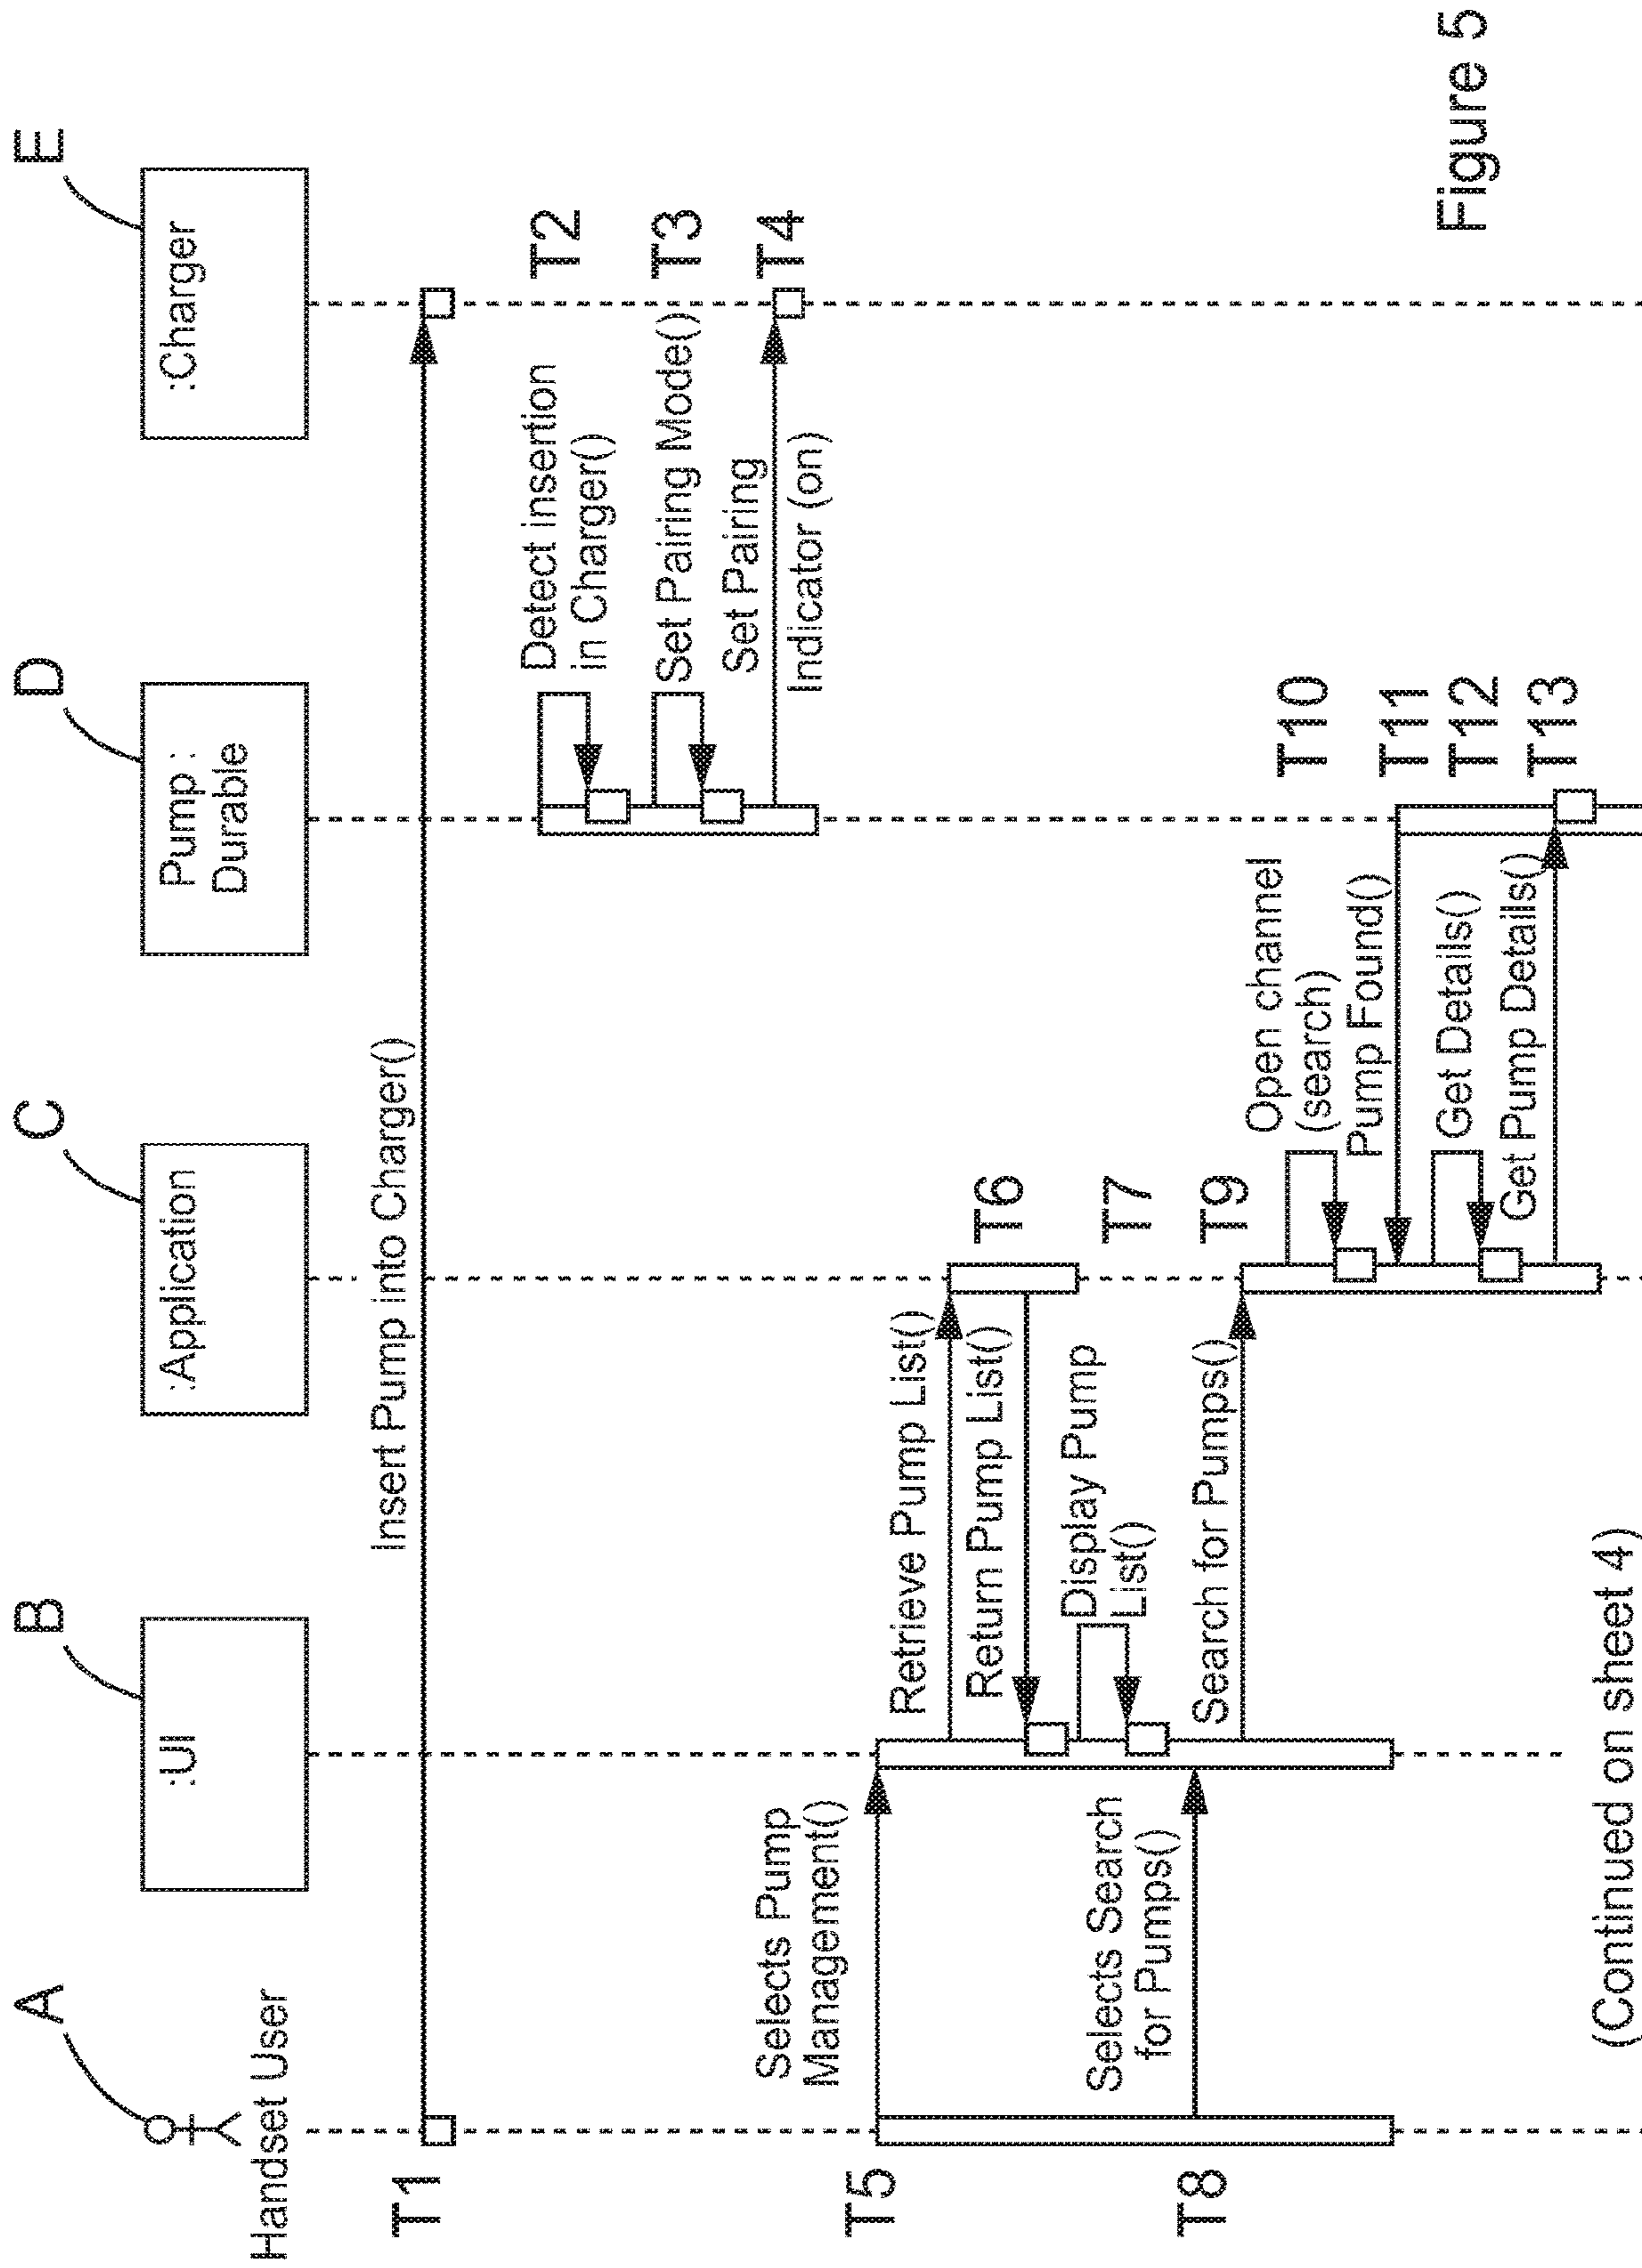 A
B
C
D
E
Handset User
:UI
:Application
Pump :
Durable
:Charger
T1
Insert Pump into Charger()
Detect insertion
in Charger()
T2
Set Pairing Mode()
T3
Set Pairing
Indicator (on)
T4
T5
Selects Pump
Management()
Retrieve Pump List()
T6
Return Pump List()
Display Pump
List()
T7
T8
Selects Search
for Pumps()
Search for Pumps()
T9
Open channel
(search)
T10
Pump Found()
T11
Get Details()
T12
Get Pump Details()
T13
(Continued on sheet 4)
Figure 5